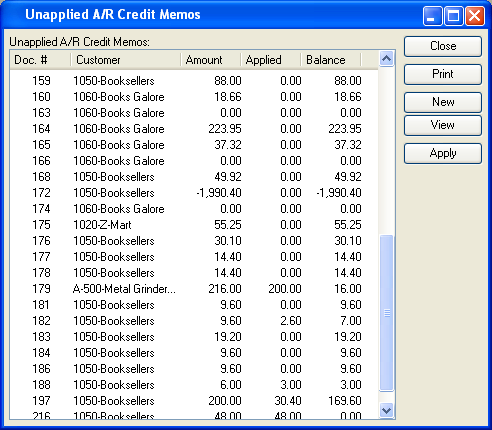 Unapplied A/R Credit Memos
Unapplied A/R Credit Memos:
Doc. # Customer Amount Applied Balance
159 1050-Booksellers 88.00 0.00 88.00
160 1060-Books Galore 18.66 0.00 18.66
163 1060-Books Galore 0.00 0.00 0.00
164 1060-Books Galore 223.95 0.00 223.95
165 1060-Books Galore 37.32 0.00 37.32
166 1060-Books Galore 0.00 0.00 0.00
168 1050-Booksellers 49.92 0.00 49.92
172 1050-Booksellers -1,990.40 0.00 -1,990.40
174 1060-Books Galore 0.00 0.00 0.00
175 1020-Z-Mart 55.25 0.00 55.25
176 1050-Booksellers 30.10 0.00 30.10
177 1050-Booksellers 14.40 0.00 14.40
178 1050-Booksellers 14.40 0.00 14.40
179 A-500-Metal Grinder... 216.00 200.00 16.00
181 1050-Booksellers 9.60 0.00 9.60
182 1050-Booksellers 9.60 2.60 7.00
183 1050-Booksellers 19.20 0.00 19.20
184 1050-Booksellers 9.60 0.00 9.60
186 1050-Booksellers 9.60 0.00 9.60
188 1050-Booksellers 6.00 3.00 3.00
197 1050-Booksellers 200.00 30.40 169.60
216 1050-Booksellers 48.00 48.00 0.00
Close
Print
New
View
Apply